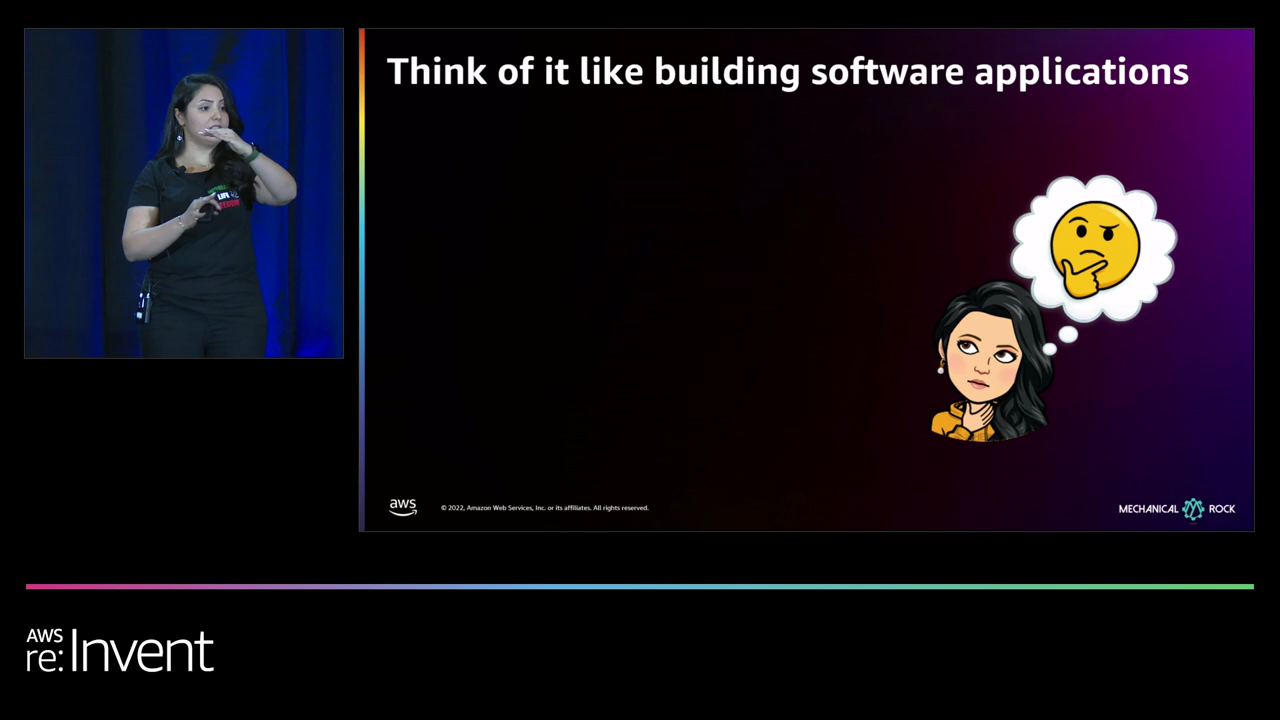 Think of it like building software applications
aws
© 2022, Amazon Web Services, Inc. or its affiliates. All rights reserved.
MECHANICAL ROCK
AWS
re:Invent